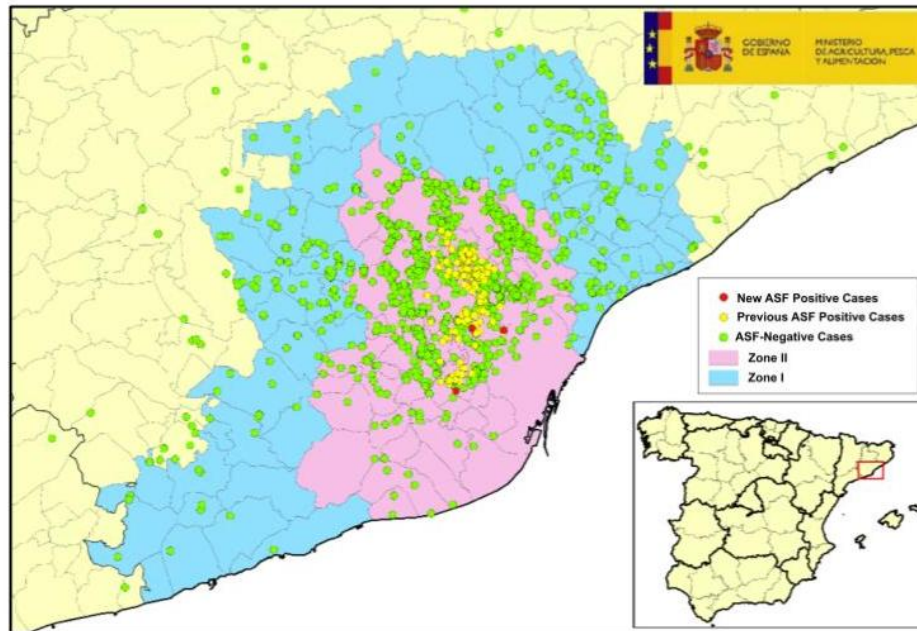 GOBIERNO
DE ESPAÑA
MINISTERIO
DE AGRICULTURA, PESCA
Y ALIMENTACIÓN
New ASF Positive Cases
Previous ASF Positive Cases
ASF-Negative Cases
Zone II
Zone I